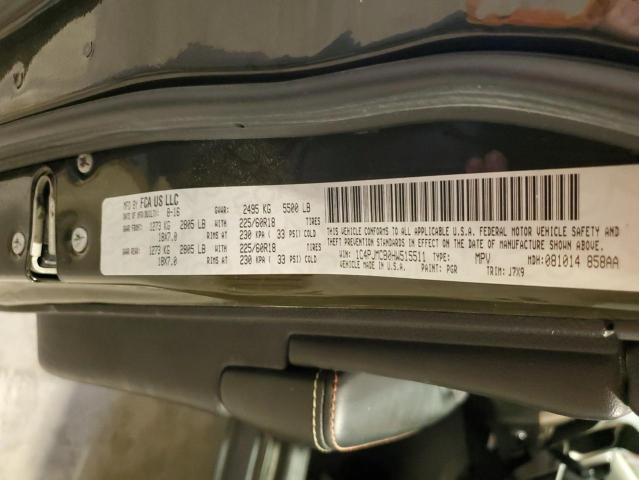 MFD BY FCA US LLC
DATE OF MFR/BUILT: 8-16 GVWR: 2495 KG 5500 LB
GAWR FRONT: 1273 KG 2805 LB WITH 225/60R18 TIRES
18X7.0 RIMS AT 230 KPA ( 33 PSI) COLD
GAWR REAR: 1273 KG 2805 LB WITH 225/60R18 TIRES
18X7.0 RIMS AT 230 KPA ( 33 PSI) COLD
THIS VEHICLE CONFORMS TO ALL APPLICABLE U.S.A. FEDERAL MOTOR VEHICLE SAFETY AND
THEFT PREVENTION STANDARDS IN EFFECT ON THE DATE OF MANUFACTURE SHOWN ABOVE.
VIN: 1C4PJMCB0HW515511 TYPE: MPV MDH: 081014 858AA
VEHICLE MADE IN U.S.A. PAINT: PGR TRIM: J7X9